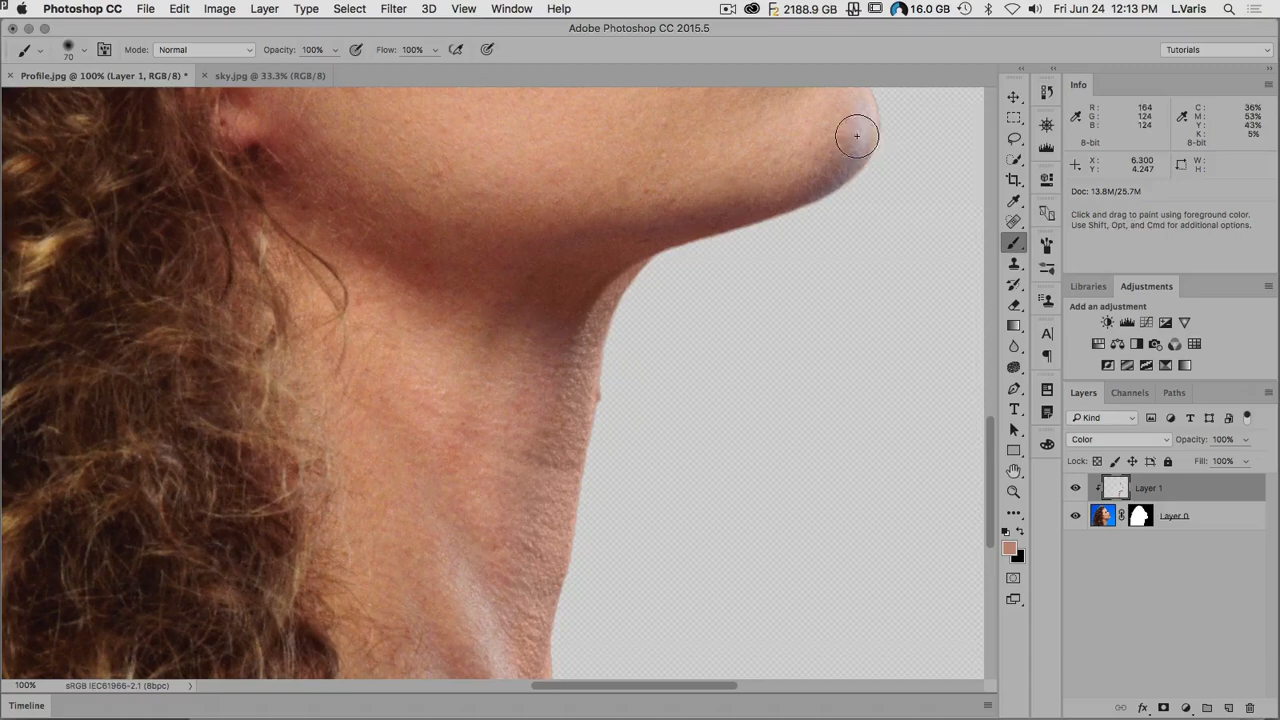 Photoshop CC File Edit Image Layer Type Select Filter 3D View Window Help 2188.9 GB 16.0 GB Fri Jun 24 12:13 PM L.Varis
Adobe Photoshop CC 2015.5
70 Mode: Normal Opacity: 100% Flow: 100% Tutorials
× Profile.jpg @ 100% (Layer 1, RGB/8) * × sky.jpg @ 33.3% (RGB/8)
Info
R: 164 C: 36%
G: 124 M: 53%
B: 124 Y: 43%
K: 5%
8-bit 8-bit
X: 6.300 W:
Y: 4.247 H:
Doc: 13.8M/25.7M
Click and drag to paint using foreground color.
Use Shift, Opt, and Cmd for additional options.
Libraries Adjustments
Add an adjustment
Layers Channels Paths
Kind
Color Opacity: 100%
Lock: Fill: 100%
Layer 1
Layer 0
100% sRGB IEC61966-2.1 (8bpc)
Timeline